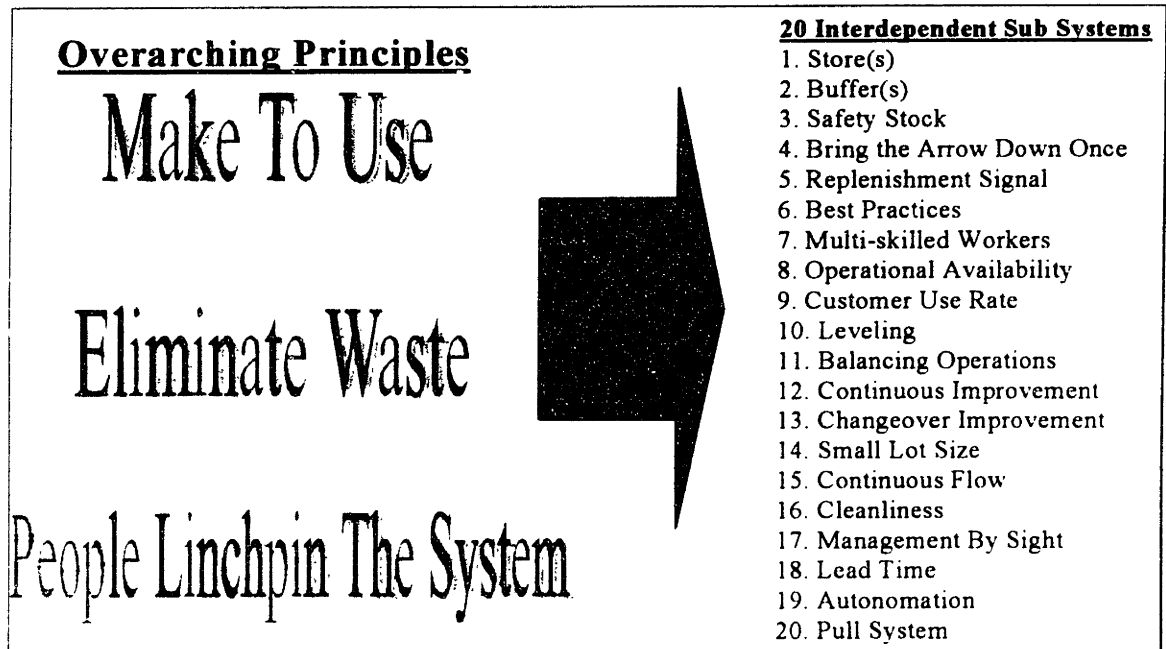 Overarching Principles
Make To Use
Eliminate Waste
People Linchpin The System
20 Interdependent Sub Systems
1. Store(s)
2. Buffer(s)
3. Safety Stock
4. Bring the Arrow Down Once
5. Replenishment Signal
6. Best Practices
7. Multi-skilled Workers
8. Operational Availability
9. Customer Use Rate
10. Leveling
11. Balancing Operations
12. Continuous Improvement
13. Changeover Improvement
14. Small Lot Size
15. Continuous Flow
16. Cleanliness
17. Management By Sight
18. Lead Time
19. Autonomation
20. Pull System